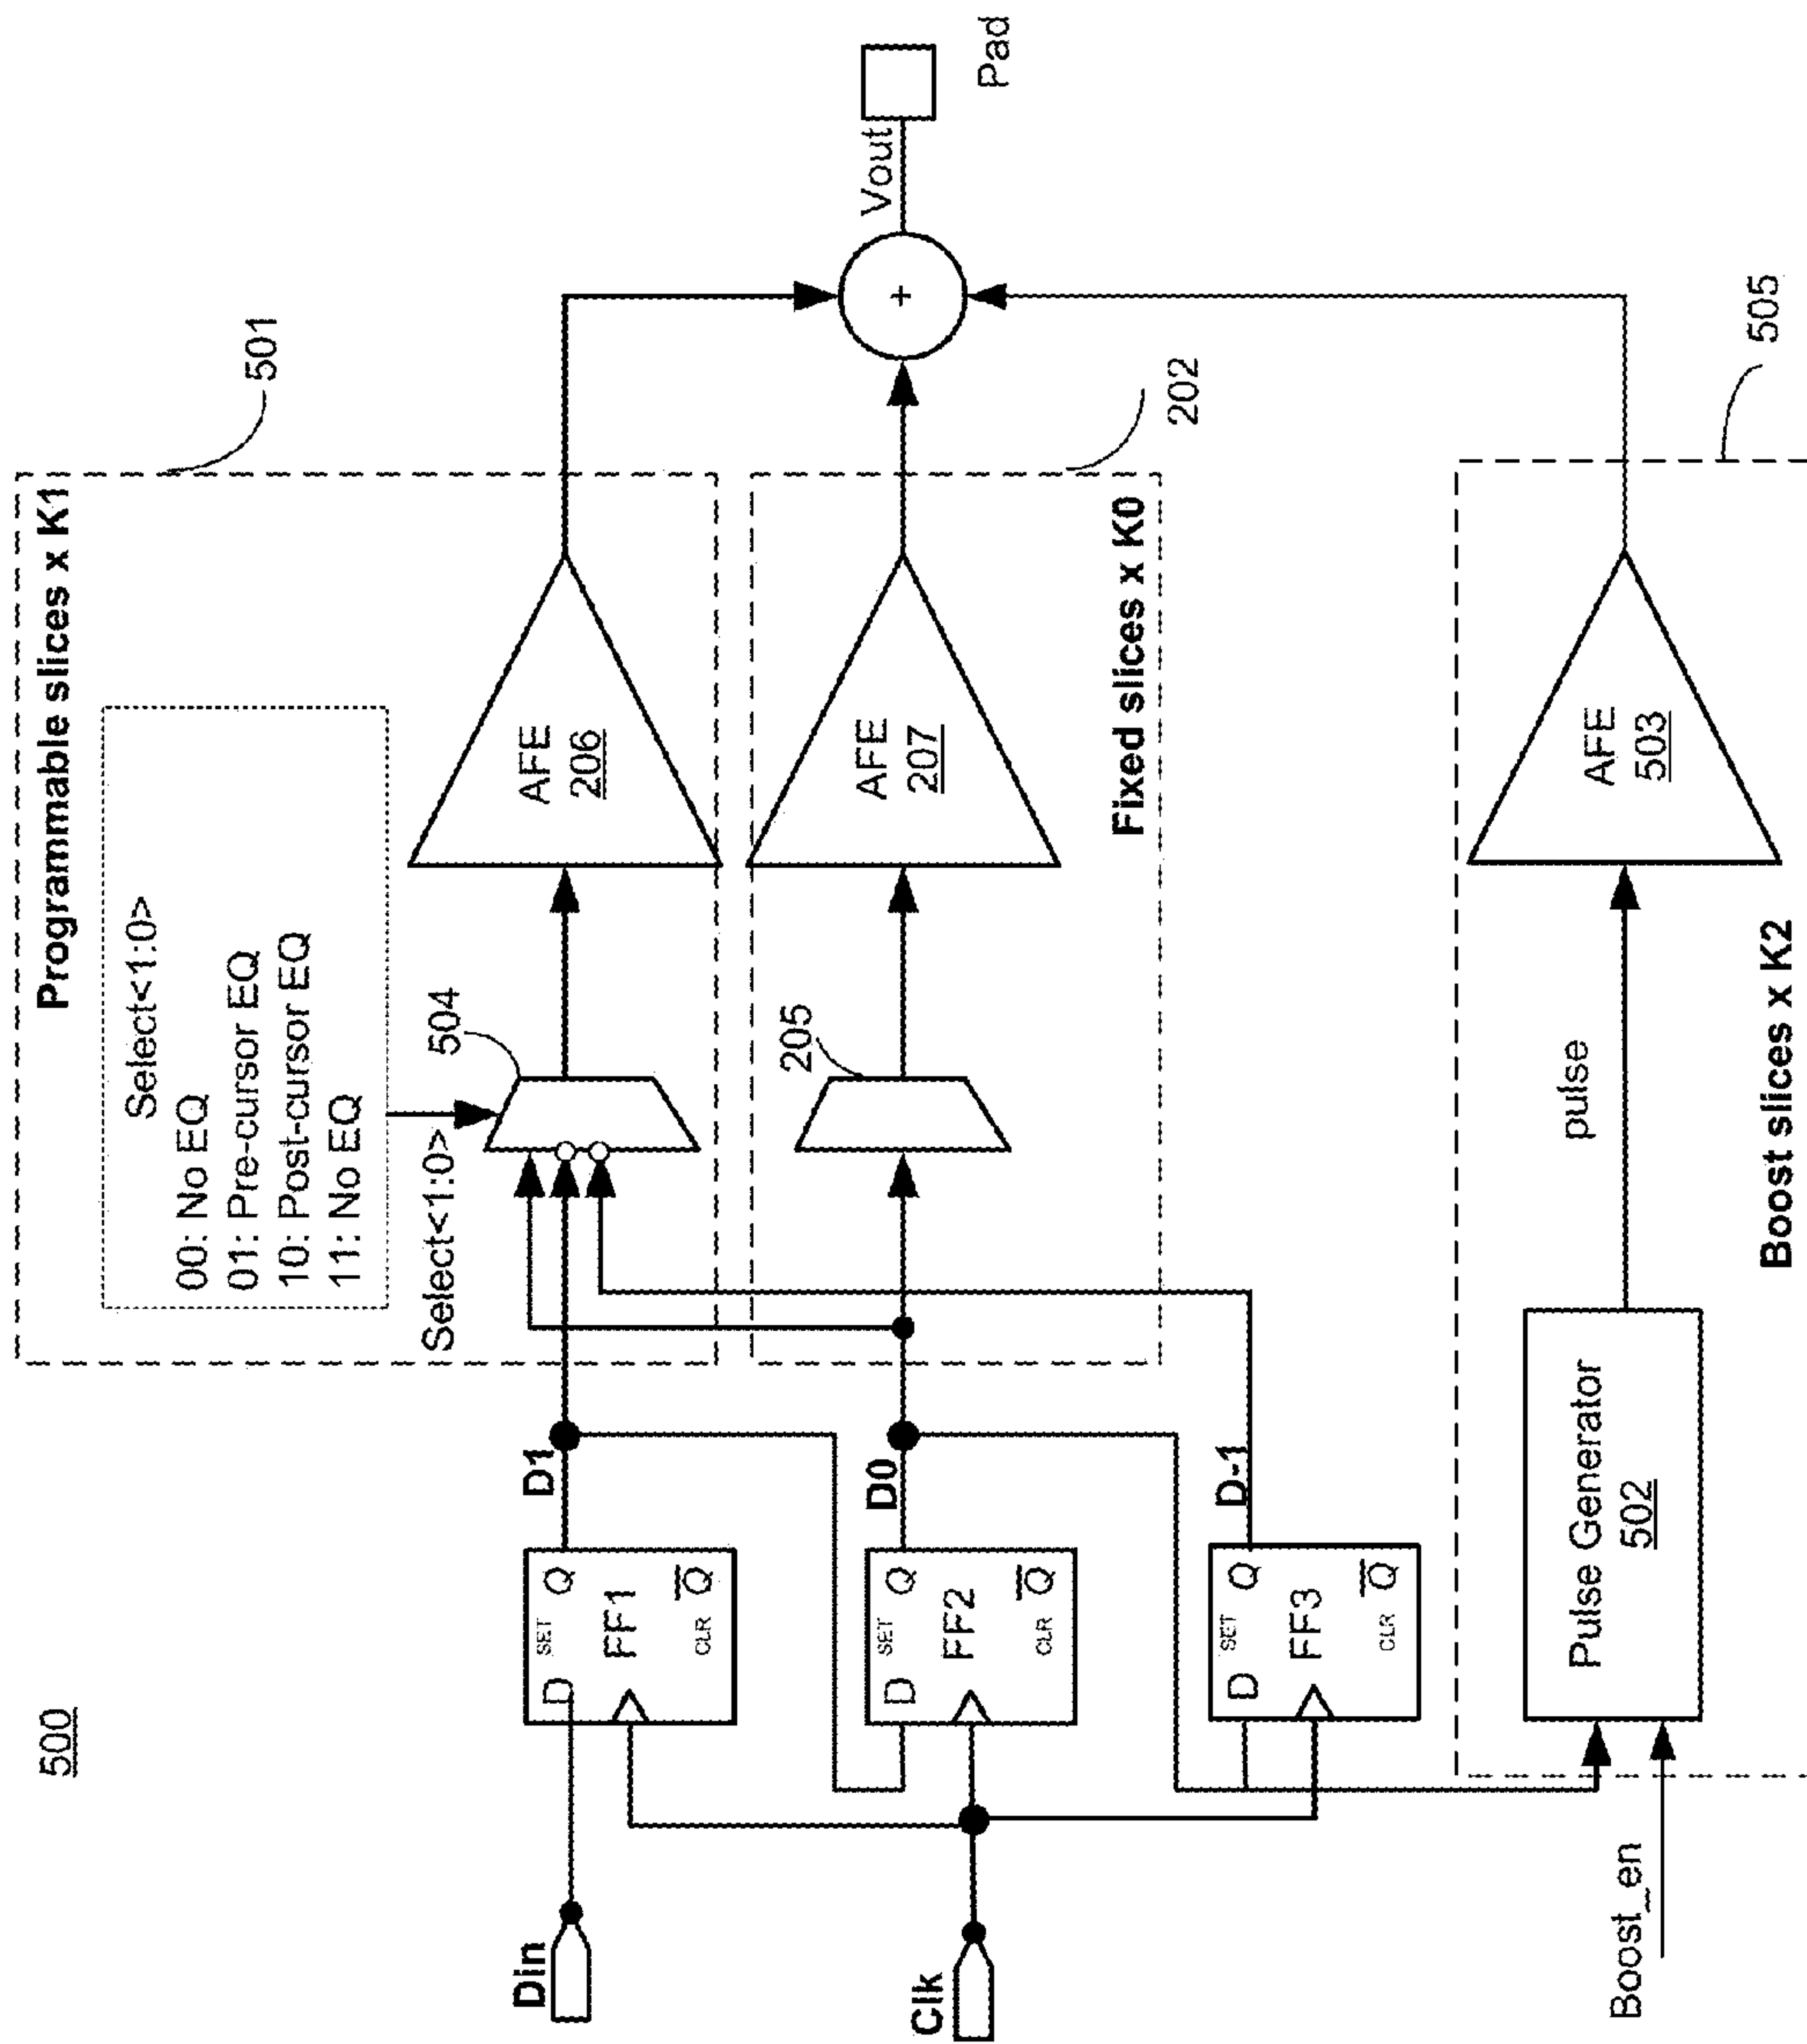 500
Programmable slices x K1
501
Select<1:0>
00: No EQ
01: Pre-cursor EQ
10: Post-cursor EQ
11: No EQ
Select<1:0>
504
AFE
206
Din
D
SET
Q
FF1
CLR
Q
D1
205
AFE
207
Vout
Pad
+
202
Fixed slices x K0
Clk
D
SET
Q
FF2
CLR
Q
D0
D
SET
Q
FF3
CLR
Q
D-1
Boost_en
Pulse Generator
502
pulse
AFE
503
505
Boost slices x K2